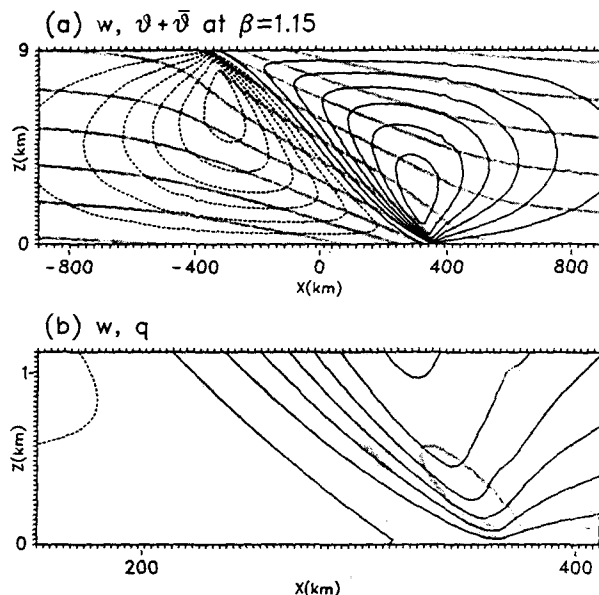 (a) w, ϑ+ϑ̄ at β=1.15
9
Z(km)
0
-800 -400 0 400 800
X(km)
(b) w, q
1
Z(km)
0
200 400
X(km)